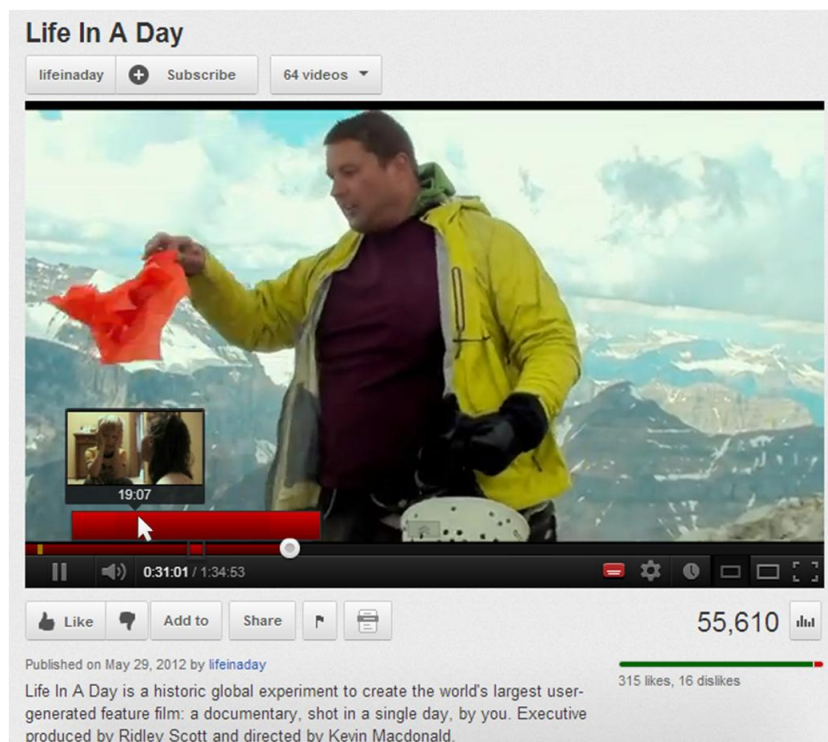 Life In A Day
lifeinaday Subscribe 64 videos
19:07
0:31:01 / 1:34:53
Like Add to Share 55,610
Published on May 29, 2012 by lifeinaday
315 likes, 16 dislikes
Life In A Day is a historic global experiment to create the world's largest user-
generated feature film: a documentary, shot in a single day, by you. Executive
produced by Ridley Scott and directed by Kevin Macdonald.